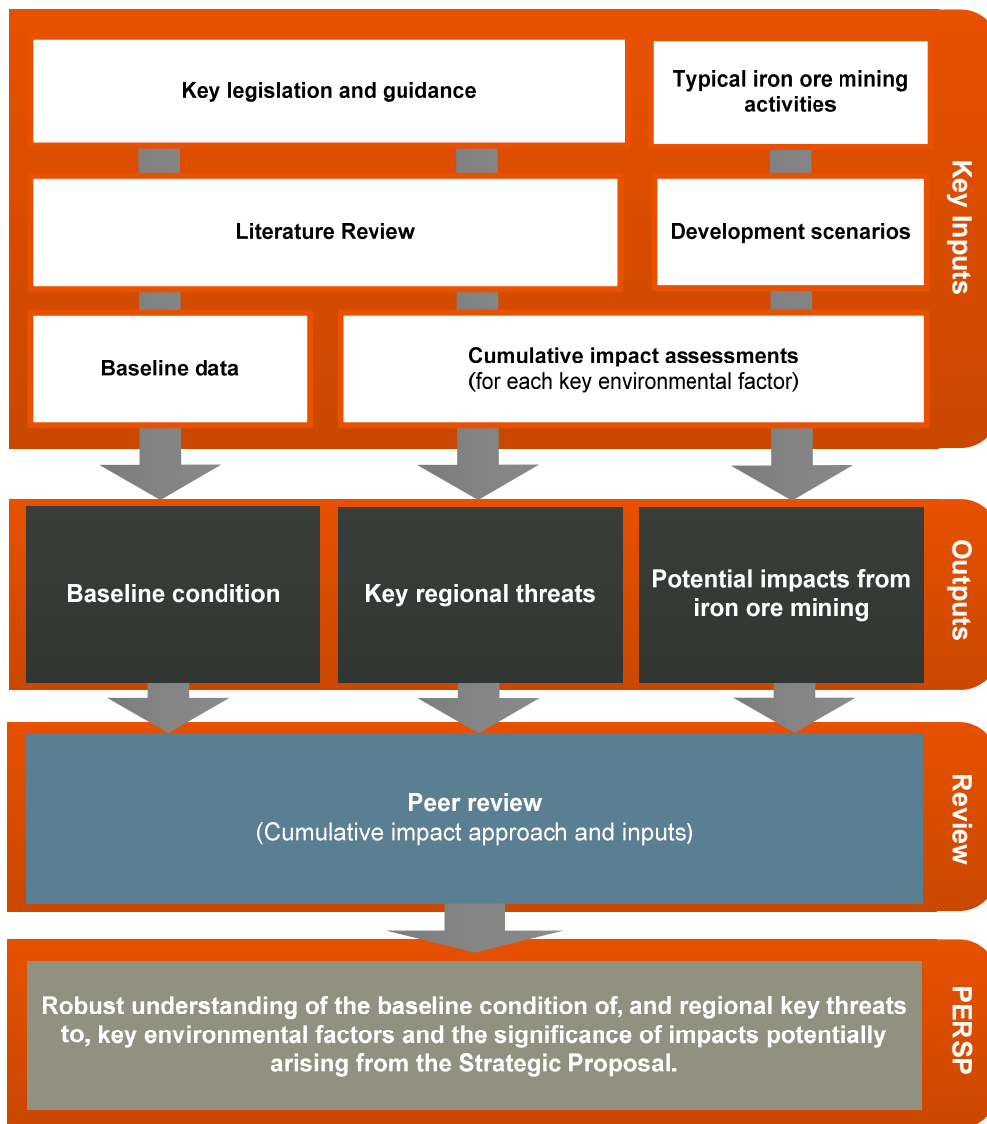 Key legislation and guidance
Typical iron ore mining
activities
Literature Review
Development scenarios
Baseline data
Cumulative impact assessments
(for each key environmental factor)
Key Inputs
Baseline condition
Key regional threats
Potential impacts from
iron ore mining
Outputs
Peer review
(Cumulative impact approach and inputs)
Review
Robust understanding of the baseline condition of, and regional key threats
to, key environmental factors and the significance of impacts potentially
arising from the Strategic Proposal.
PERSP